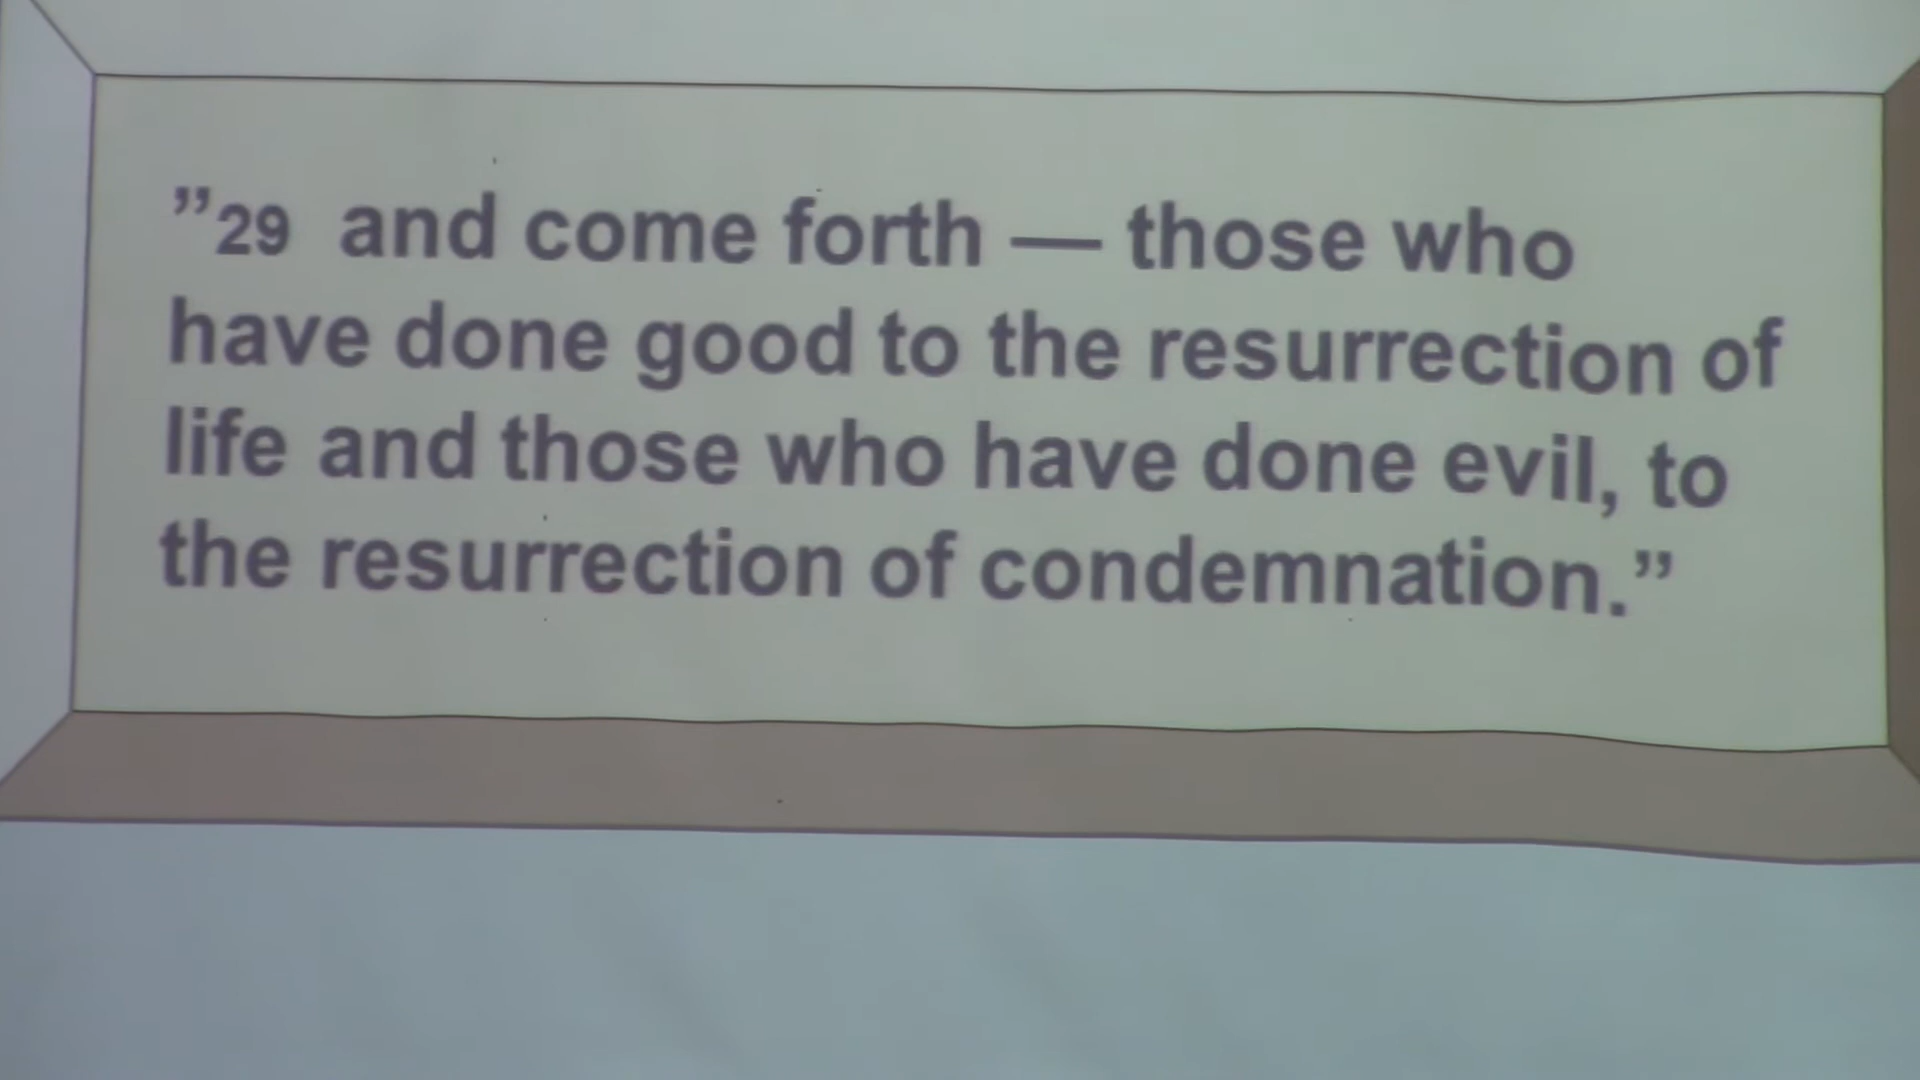 ”29 and come forth — those who
have done good to the resurrection of
life and those who have done evil, to
the resurrection of condemnation.”